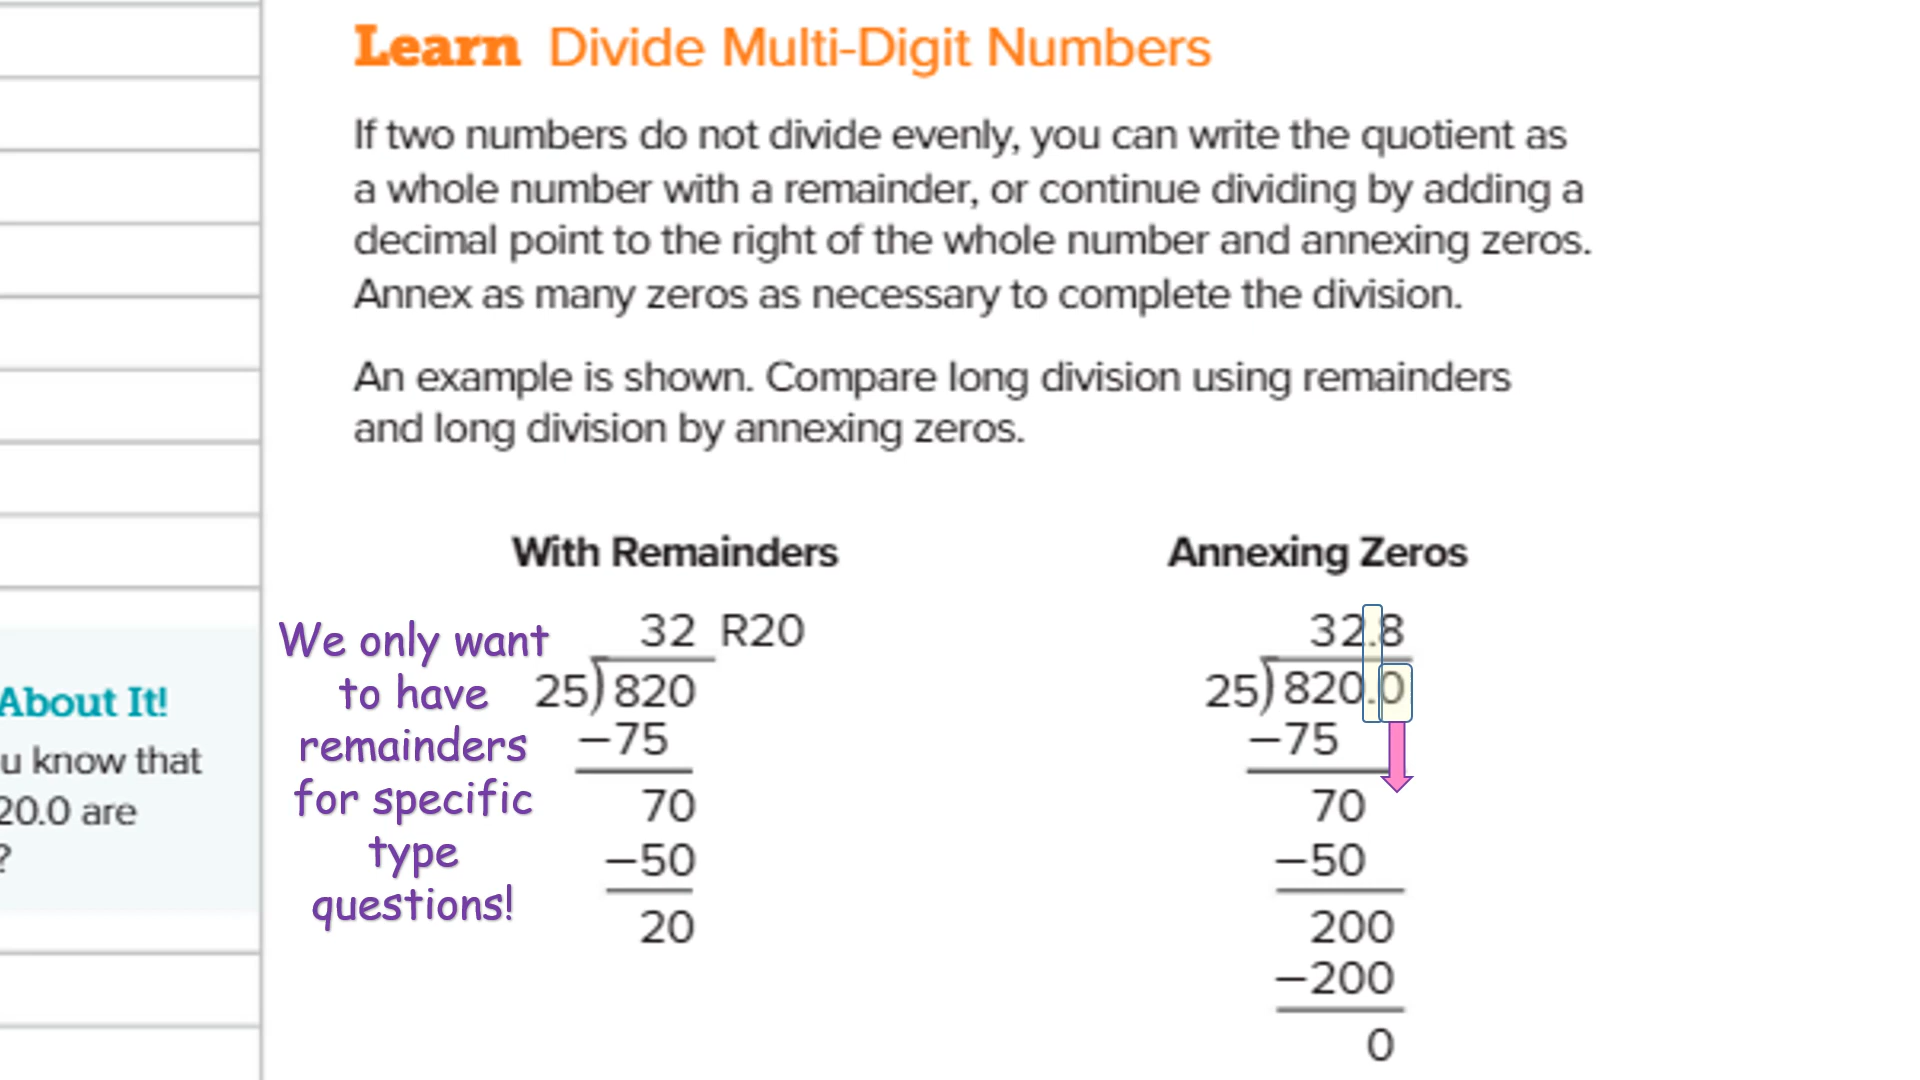 Learn Divide Multi-Digit Numbers
If two numbers do not divide evenly, you can write the quotient as
a whole number with a remainder, or continue dividing by adding a
decimal point to the right of the whole number and annexing zeros.
Annex as many zeros as necessary to complete the division.
An example is shown. Compare long division using remainders
and long division by annexing zeros.
With Remainders
32 R20
25)820
−75
70
−50
20
Annexing Zeros
32.8
25)820.0
−75
70
−50
200
−200
0
We only want
to have
remainders
for specific
type
questions!
About It!
u know that
20.0 are
?